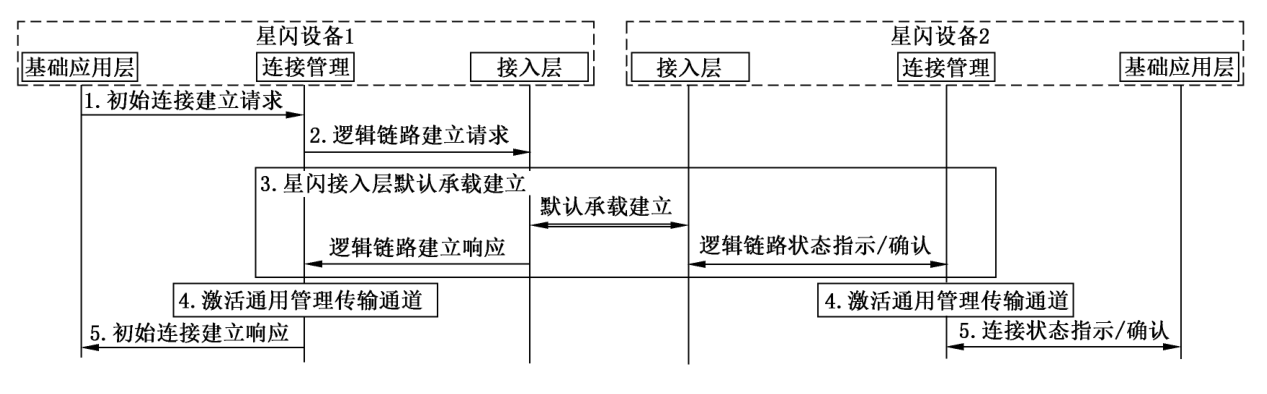 星闪设备1
星闪设备2
基础应用层
连接管理
接入层
接入层
连接管理
基础应用层
1.初始连接建立请求
2.逻辑链路建立请求
3.星闪接入层默认承载建立
默认承载建立
逻辑链路建立响应
逻辑链路状态指示/确认
4.激活通用管理传输通道
4.激活通用管理传输通道
5.初始连接建立响应
5.连接状态指示/确认